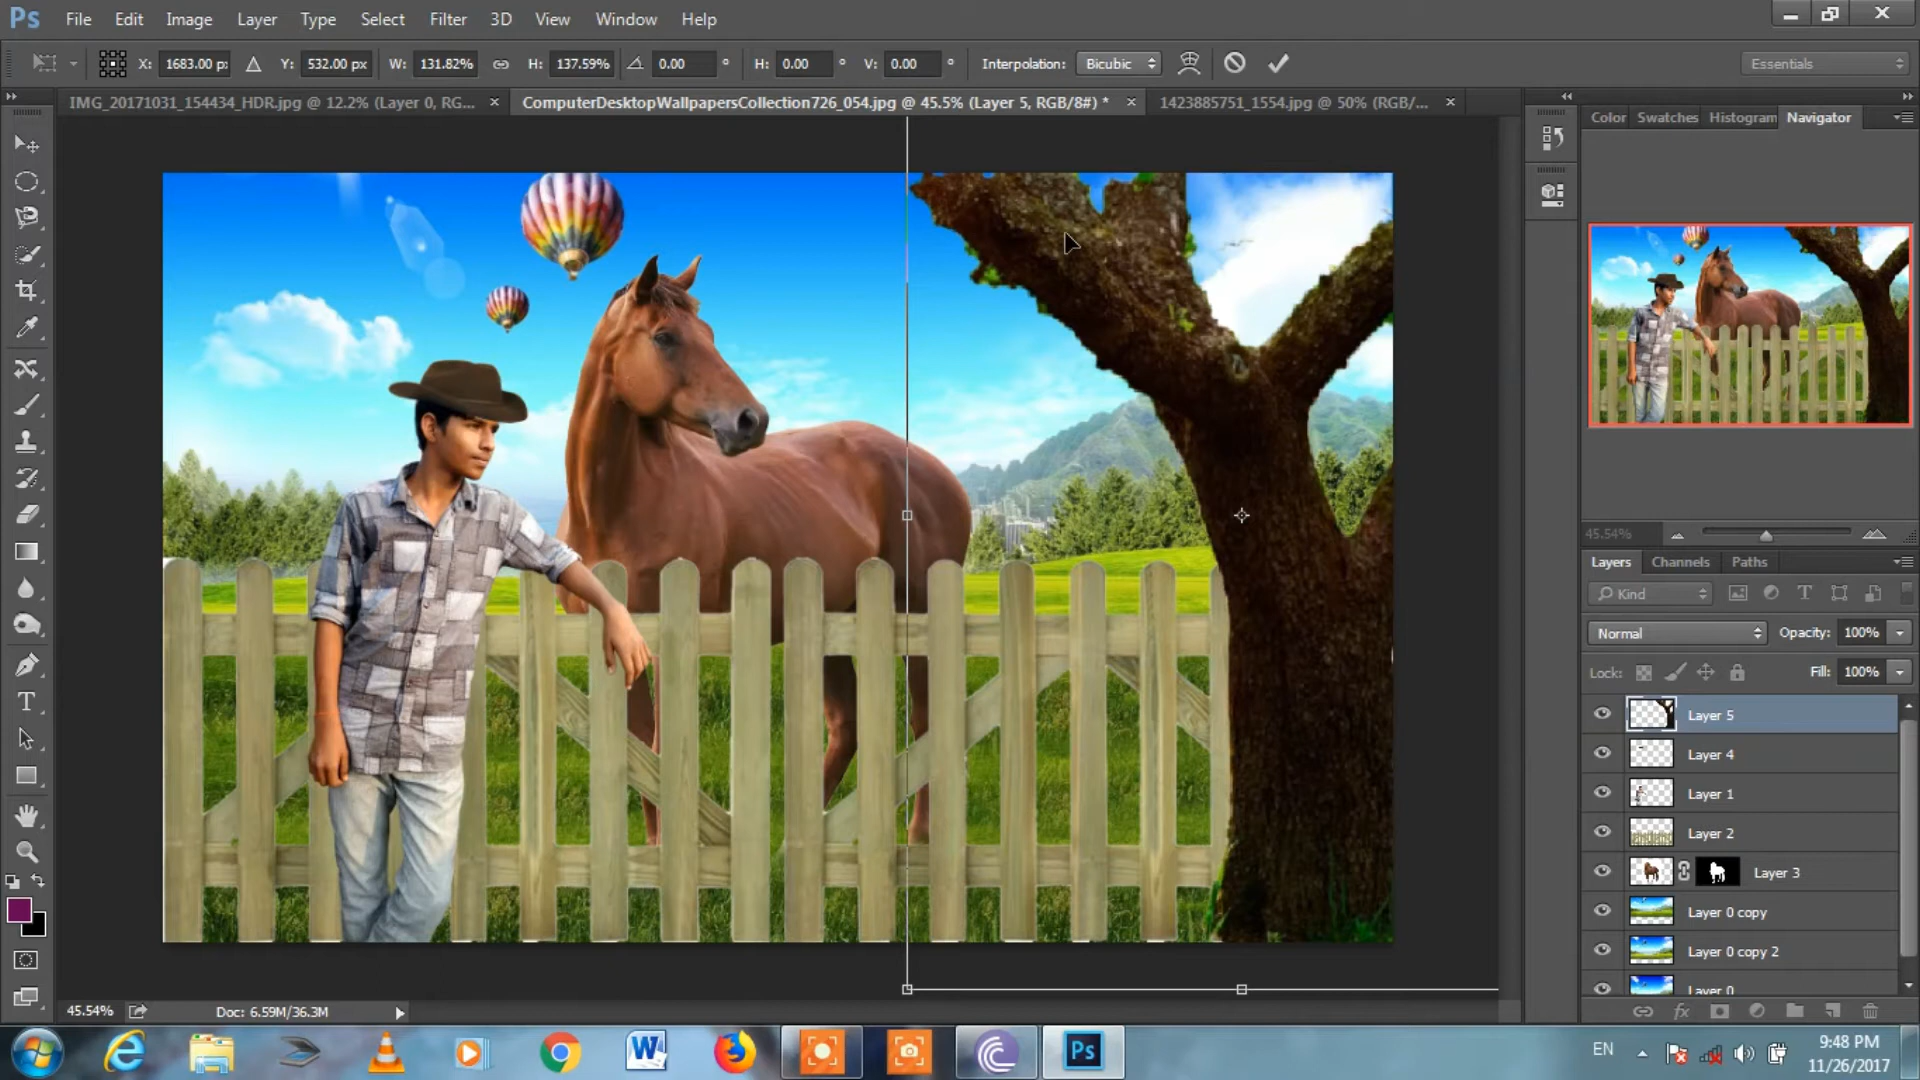 Ps File Edit Image Layer Type Select Filter 3D View Window Help
X: 1683.00 p Y: 532.00 px W: 131.82% H: 137.59% 0.00 ° H: 0.00 ° V: 0.00 ° Interpolation: Bicubic Essentials
IMG_20171031_154434_HDR.jpg @ 12.2% (Layer 0, RG... × ComputerDesktopWallpapersCollection726_054.jpg @ 45.5% (Layer 5, RGB/8#) * × 1423885751_1554.jpg @ 50% (RGB/... ×
Color Swatches Histogram Navigator
45.54%
Layers Channels Paths
Kind
Normal Opacity: 100%
Lock: Fill: 100%
Layer 5
Layer 4
Layer 1
Layer 2
Layer 3
Layer 0 copy
Layer 0 copy 2
Layer 0
45.54% Doc: 6.59M/36.3M
EN 9:48 PM
11/26/2017